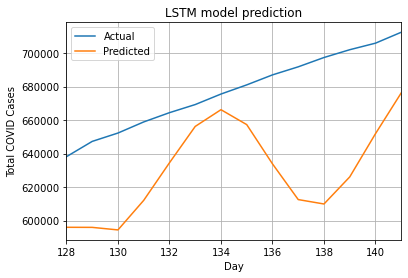 LSTM model prediction
Actual
Predicted
Total COVID Cases
700000
680000
660000
640000
620000
600000
128 130 132 134 136 138 140
Day